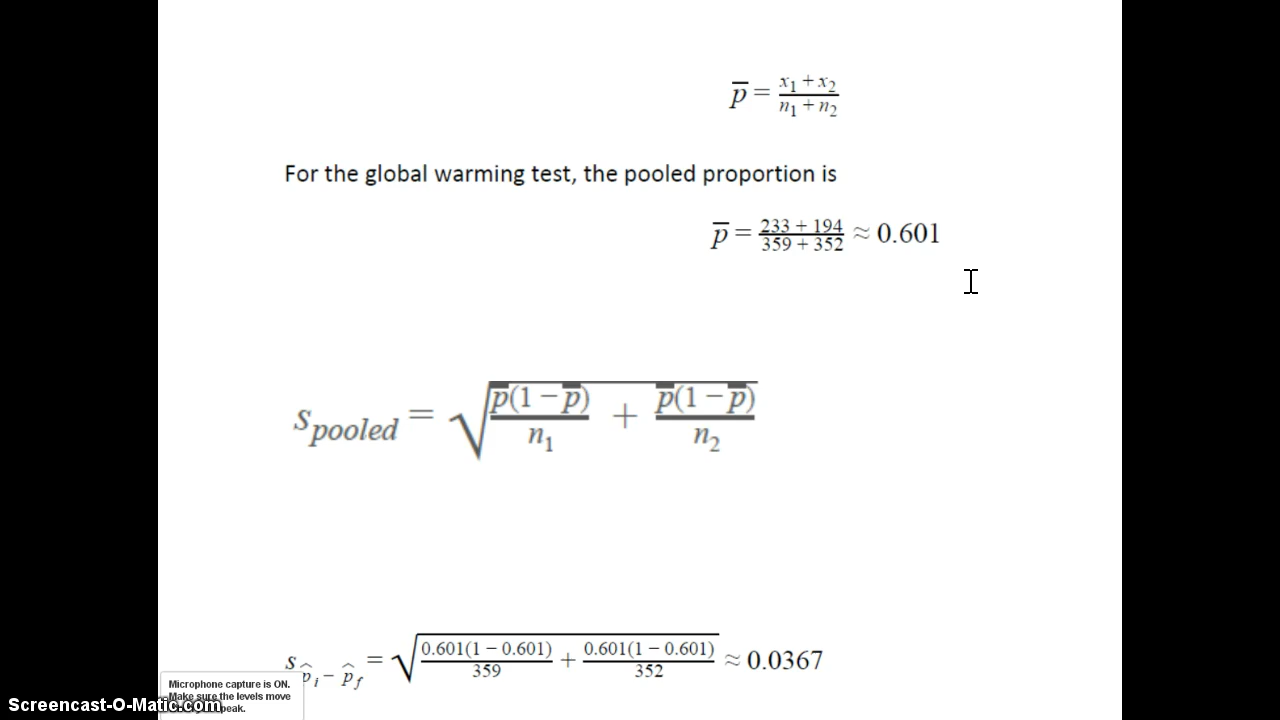 p̅ = (x₁ + x₂)/(n₁ + n₂)
For the global warming test, the pooled proportion is
p̅ = (233 + 194)/(359 + 352) ≈ 0.601
s_pooled = √(p̅(1 − p̅)/n₁ + p̅(1 − p̅)/n₂)
s_(p̂ᵢ − p̂_f) = √(0.601(1 − 0.601)/359 + 0.601(1 − 0.601)/352) ≈ 0.0367
Microphone capture is ON.
Make sure the levels move
peak.
Screencast-O-Matic.com